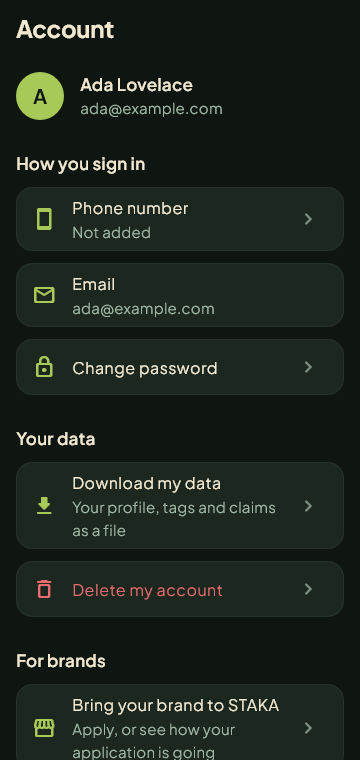 Account
A
Ada Lovelace
ada@example.com
How you sign in
Phone number
Not added
Email
ada@example.com
Change password
Your data
Download my data
Your profile, tags and claims
as a file
Delete my account
For brands
Bring your brand to STAKA
Apply, or see how your
application is going